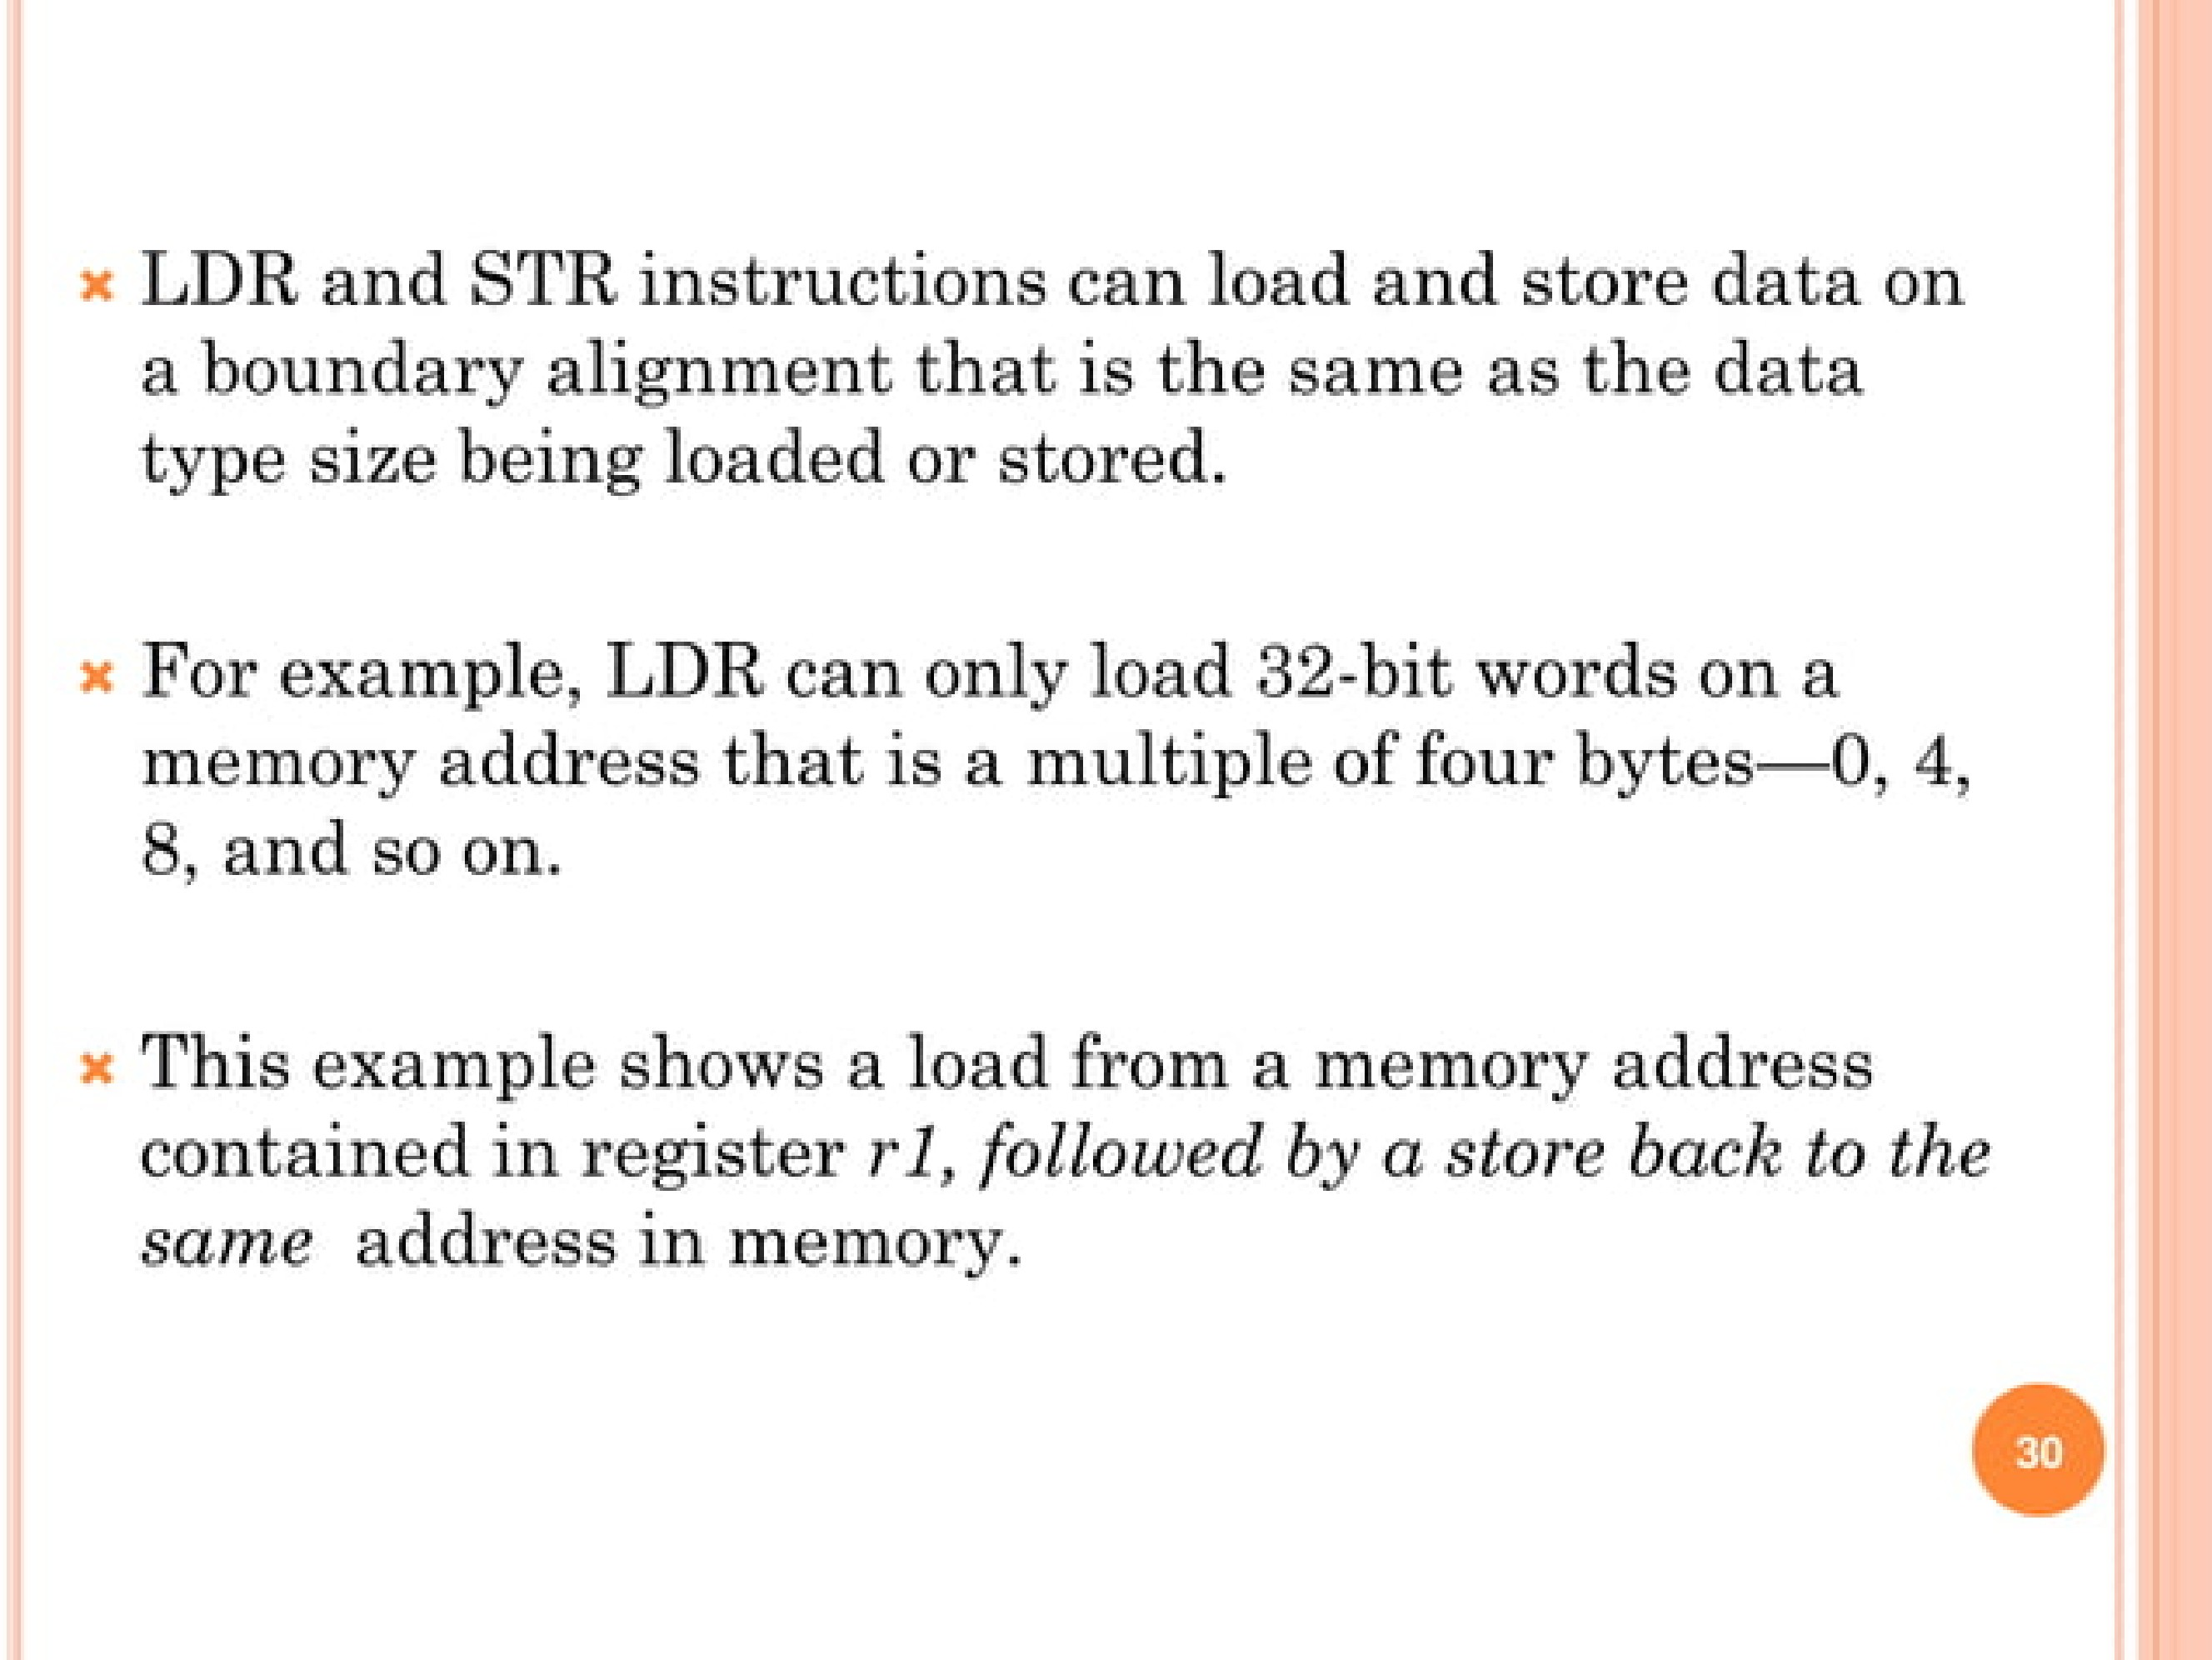 LDR and STR instructions can load and store data on
a boundary alignment that is the same as the data
type size being loaded or stored.
For example, LDR can only load 32-bit words on a
memory address that is a multiple of four bytes—0, 4,
8, and so on.
This example shows a load from a memory address
contained in register r1, followed by a store back to the
same address in memory.
30